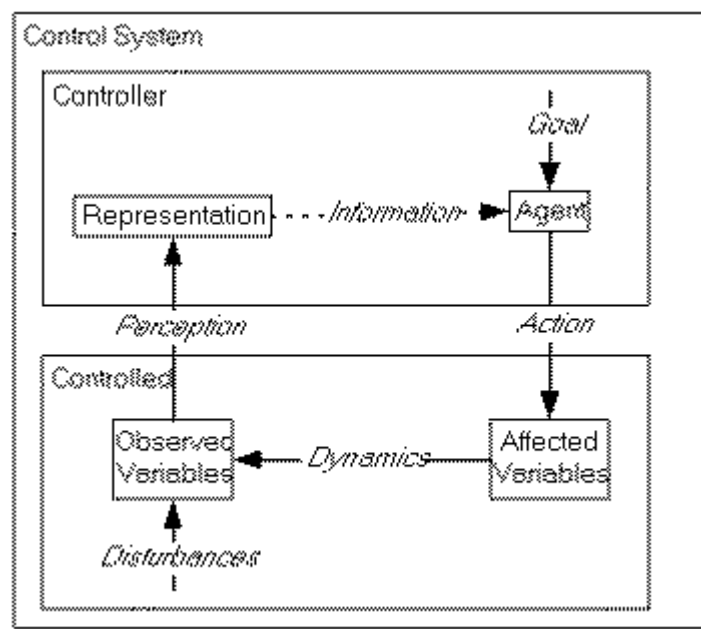 Control System
Controller
Goal
Representation
Information
Agent
Perception
Action
Controlled
Observed
Variables
Dynamics
Affected
Variables
Disturbances